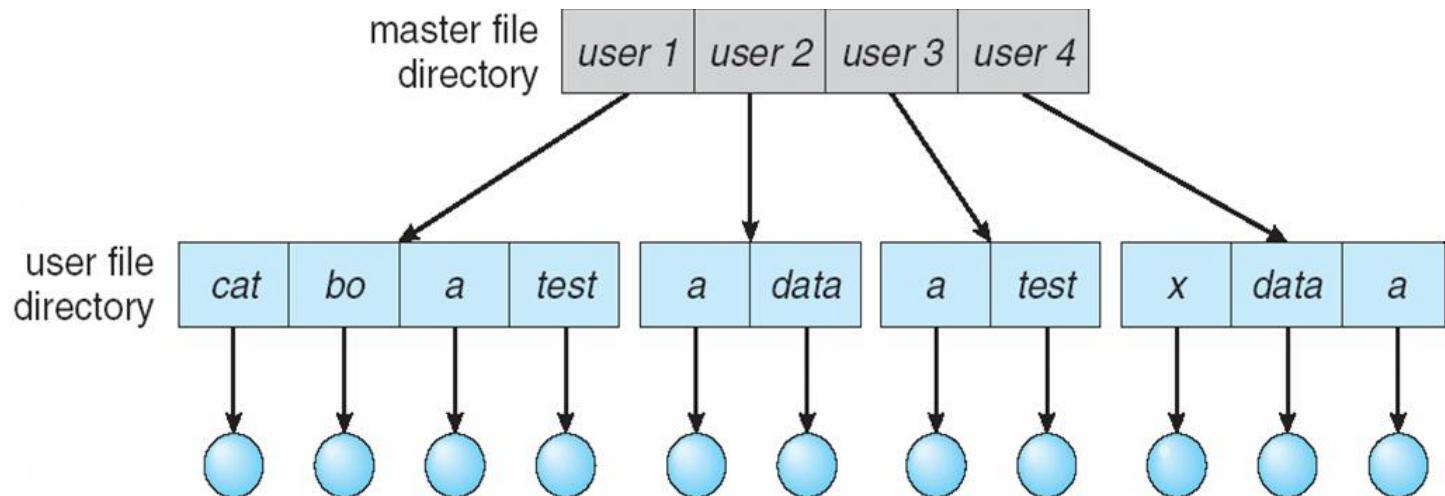 master file
directory
user 1 user 2 user 3 user 4
user file
directory
cat bo a test a data a test x data a